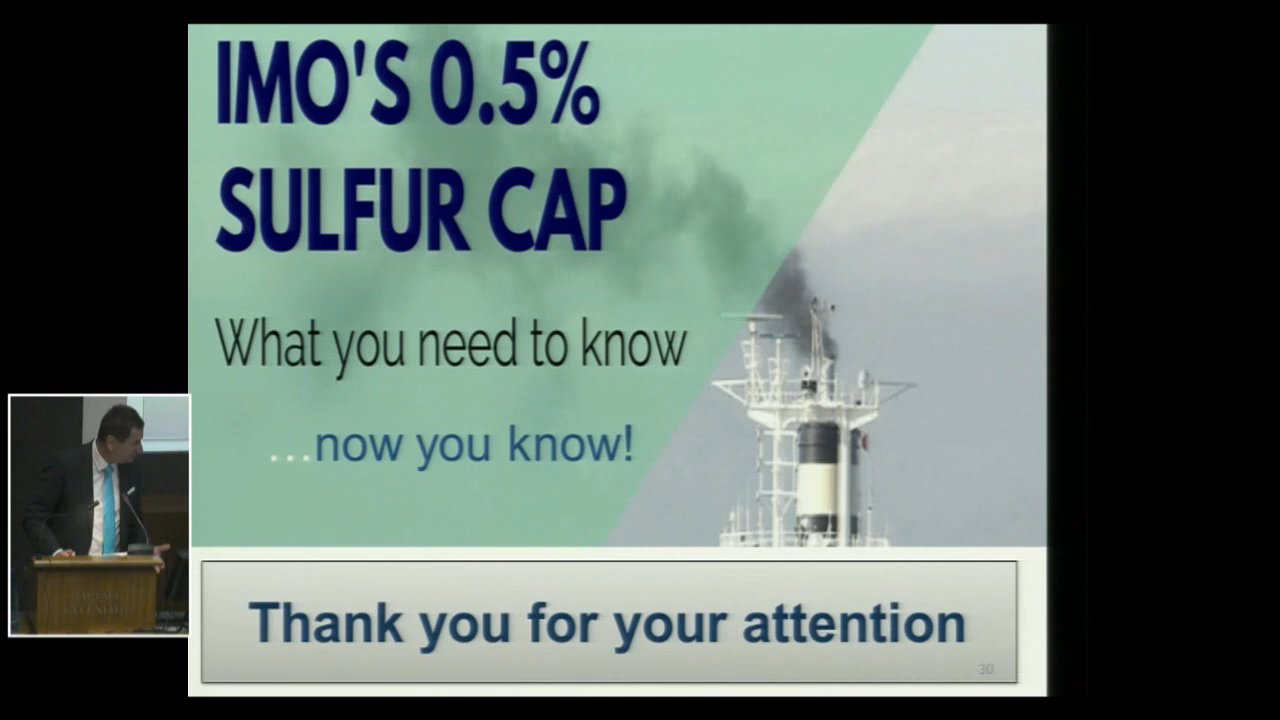 IMO'S 0.5%
SULFUR CAP
What you need to know
...now you know!
Thank you for your attention
30